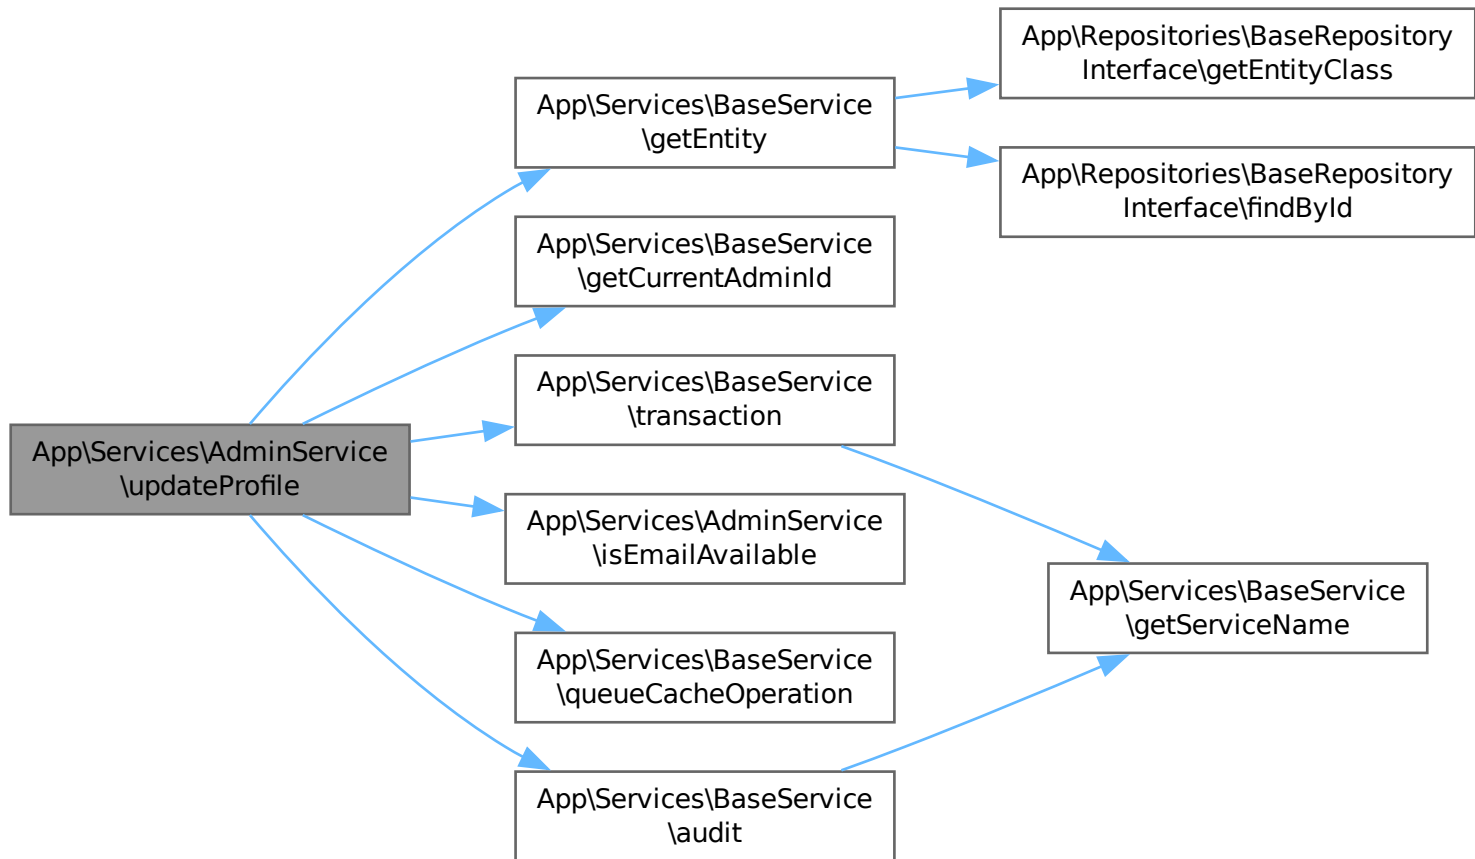 App\Repositories\BaseRepository
Interface\getEntityClass
App\Services\BaseService
\getEntity
App\Repositories\BaseRepository
Interface\findById
App\Services\BaseService
\getCurrentAdminId
App\Services\BaseService
\transaction
App\Services\AdminService
\updateProfile
App\Services\AdminService
\isEmailAvailable
App\Services\BaseService
\getServiceName
App\Services\BaseService
\queueCacheOperation
App\Services\BaseService
\audit